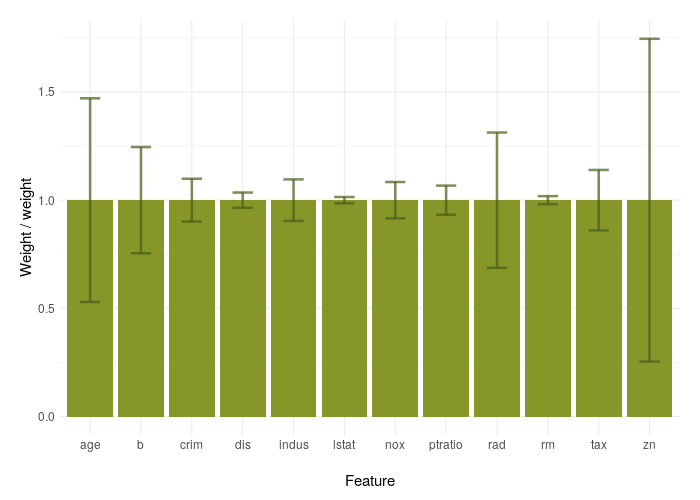 Weight / weight
1.5
1.0
0.5
0.0
age b crim dis indus lstat nox ptratio rad rm tax zn
Feature